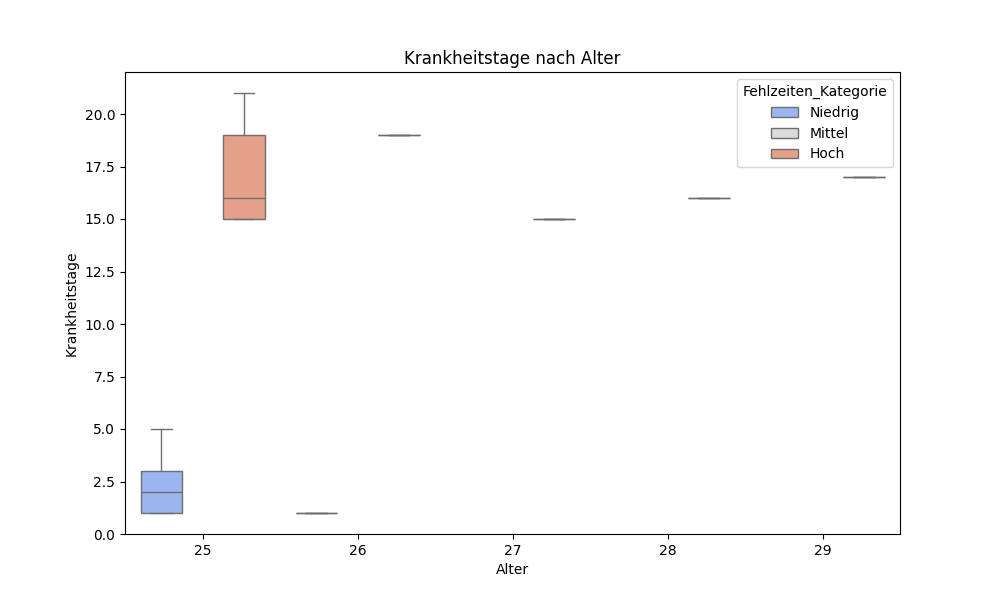 Krankheitstage nach Alter
Fehlzeiten_Kategorie
Niedrig
Mittel
Hoch
Krankheitstage
20.0
17.5
15.0
12.5
10.0
7.5
5.0
2.5
0.0
25 26 27 28 29
Alter